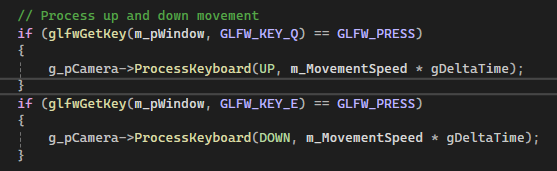 // Process up and down movement
if (glfwGetKey(m_pWindow, GLFW_KEY_Q) == GLFW_PRESS)
{
    g_pCamera->ProcessKeyboard(UP, m_MovementSpeed * gDeltaTime);
}
if (glfwGetKey(m_pWindow, GLFW_KEY_E) == GLFW_PRESS)
{
    g_pCamera->ProcessKeyboard(DOWN, m_MovementSpeed * gDeltaTime);
}